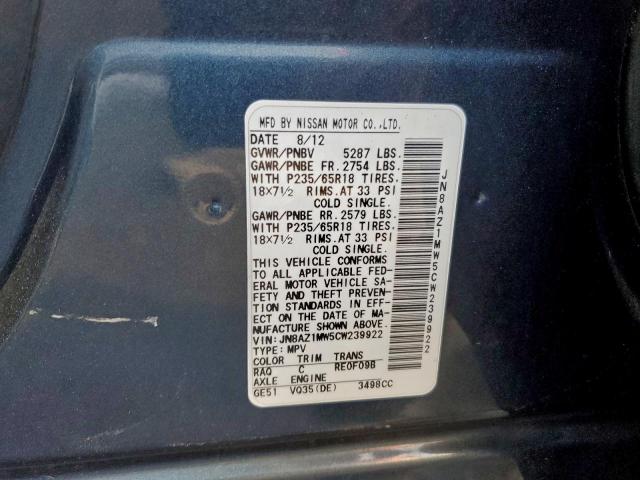 MFD BY NISSAN MOTOR CO.,LTD.
DATE 8/12
GVWR/PNBV 5287 LBS.
GAWR/PNBE FR. 2754 LBS.
WITH P235/65R18 TIRES.
18X7½ RIMS. AT 33 PSI
COLD SINGLE.
GAWR/PNBE RR. 2579 LBS.
WITH P235/65R18 TIRES.
18X7½ RIMS. AT 33 PSI
COLD SINGLE.
THIS VEHICLE CONFORMS
TO ALL APPLICABLE FED-
ERAL MOTOR VEHICLE SA-
FETY AND THEFT PREVEN-
TION STANDARDS IN EFF-
ECT ON THE DATE OF MA-
NUFACTURE SHOWN ABOVE.
VIN: JN8AZ1MW5CW239922
TYPE: MPV
COLOR TRIM TRANS
RAQ C RE0F09B
AXLE ENGINE
GE51 VQ35(DE) 3498CC
JN8AZ1MW5CW239922